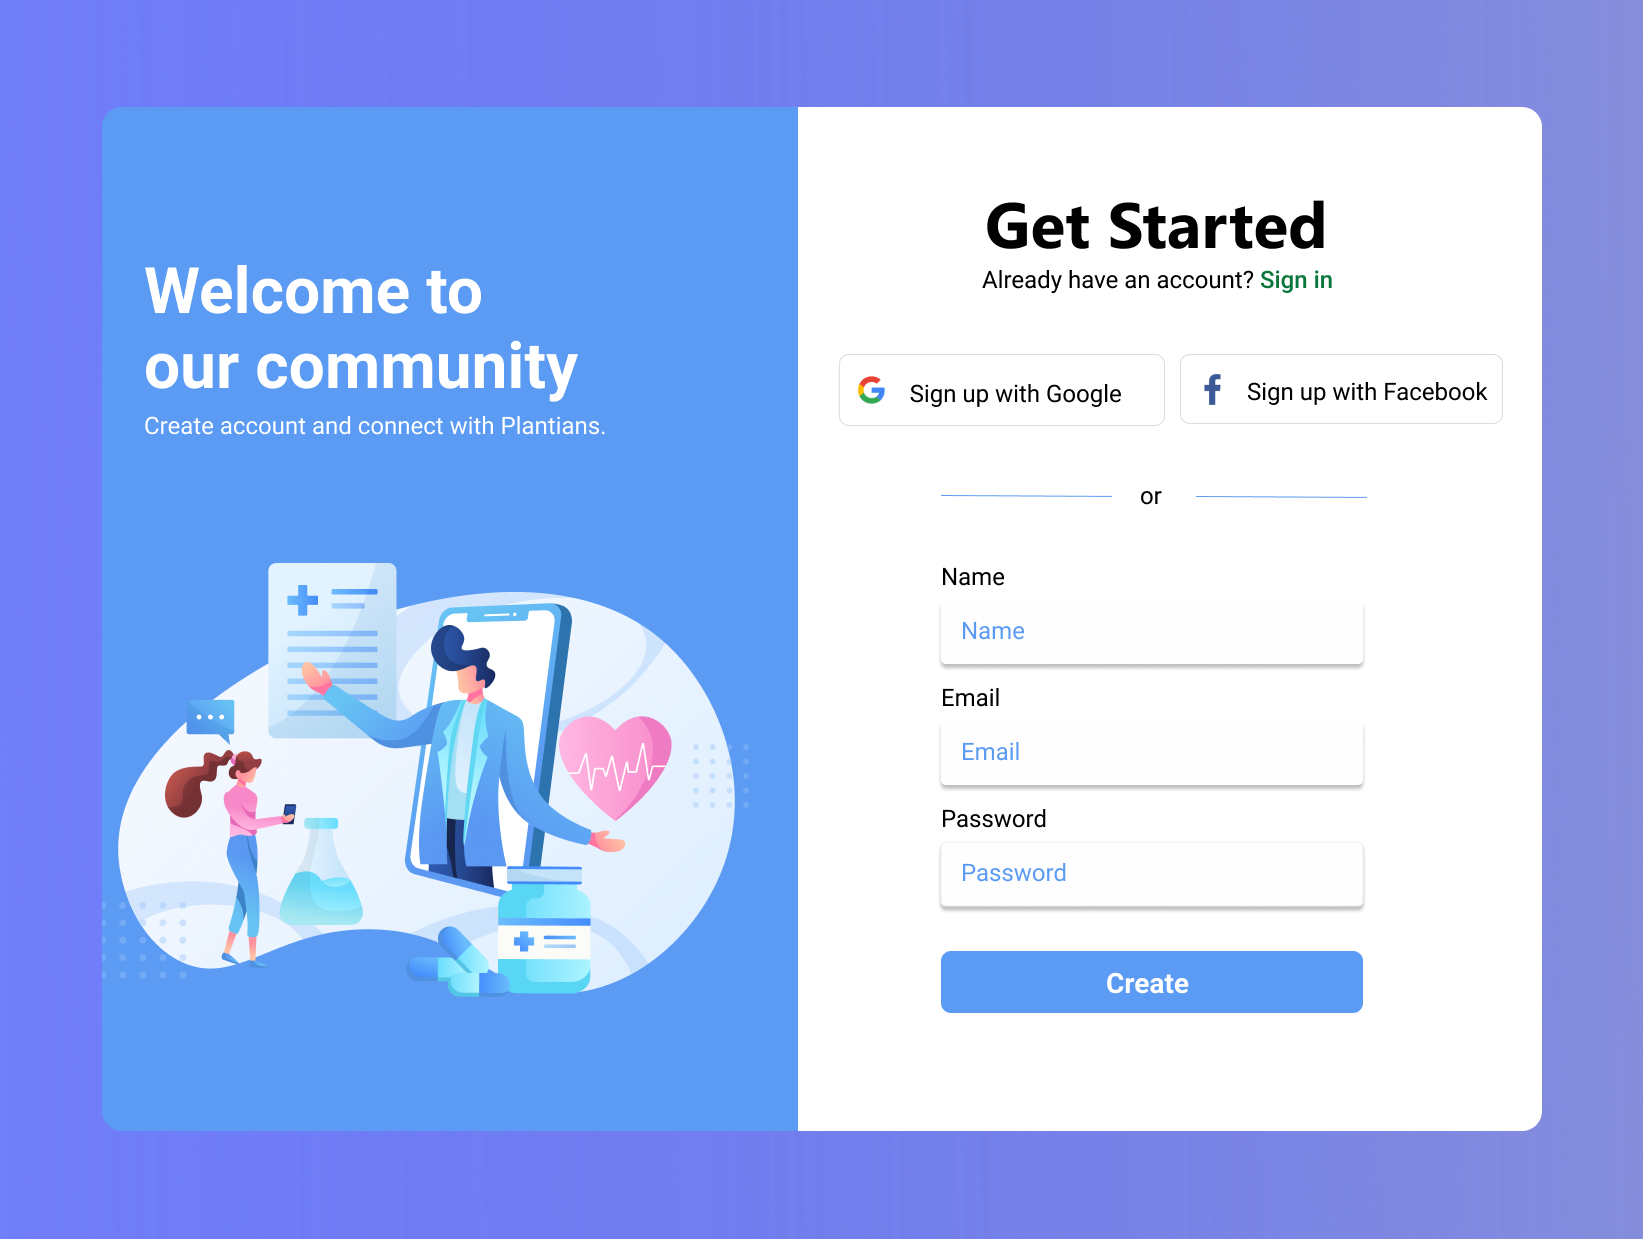 Welcome to
our community
Create account and connect with Plantians.
Get Started
Already have an account? Sign in
Sign up with Google
Sign up with Facebook
or
Name
Name
Email
Email
Password
Password
Create